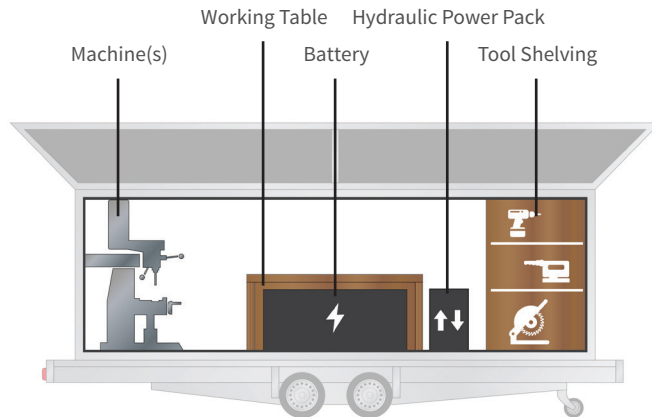 Working Table
Hydraulic Power Pack
Machine(s)
Battery
Tool Shelving